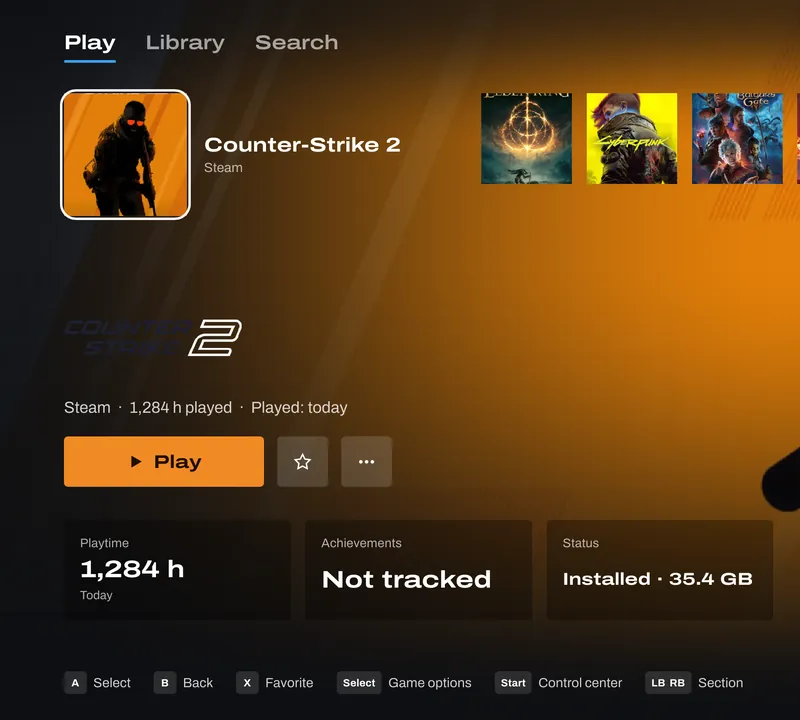 Play Library Search
ELDEN RING
Cyberpunk
Baldur's
Gate
Counter-Strike 2
Steam
COUNTER
STRIKE 2
Steam · 1,284 h played · Played: today
Play
Playtime
1,284 h
Today
Achievements
Not tracked
Status
Installed · 35.4 GB
A Select B Back X Favorite Select Game options Start Control center LB RB Section